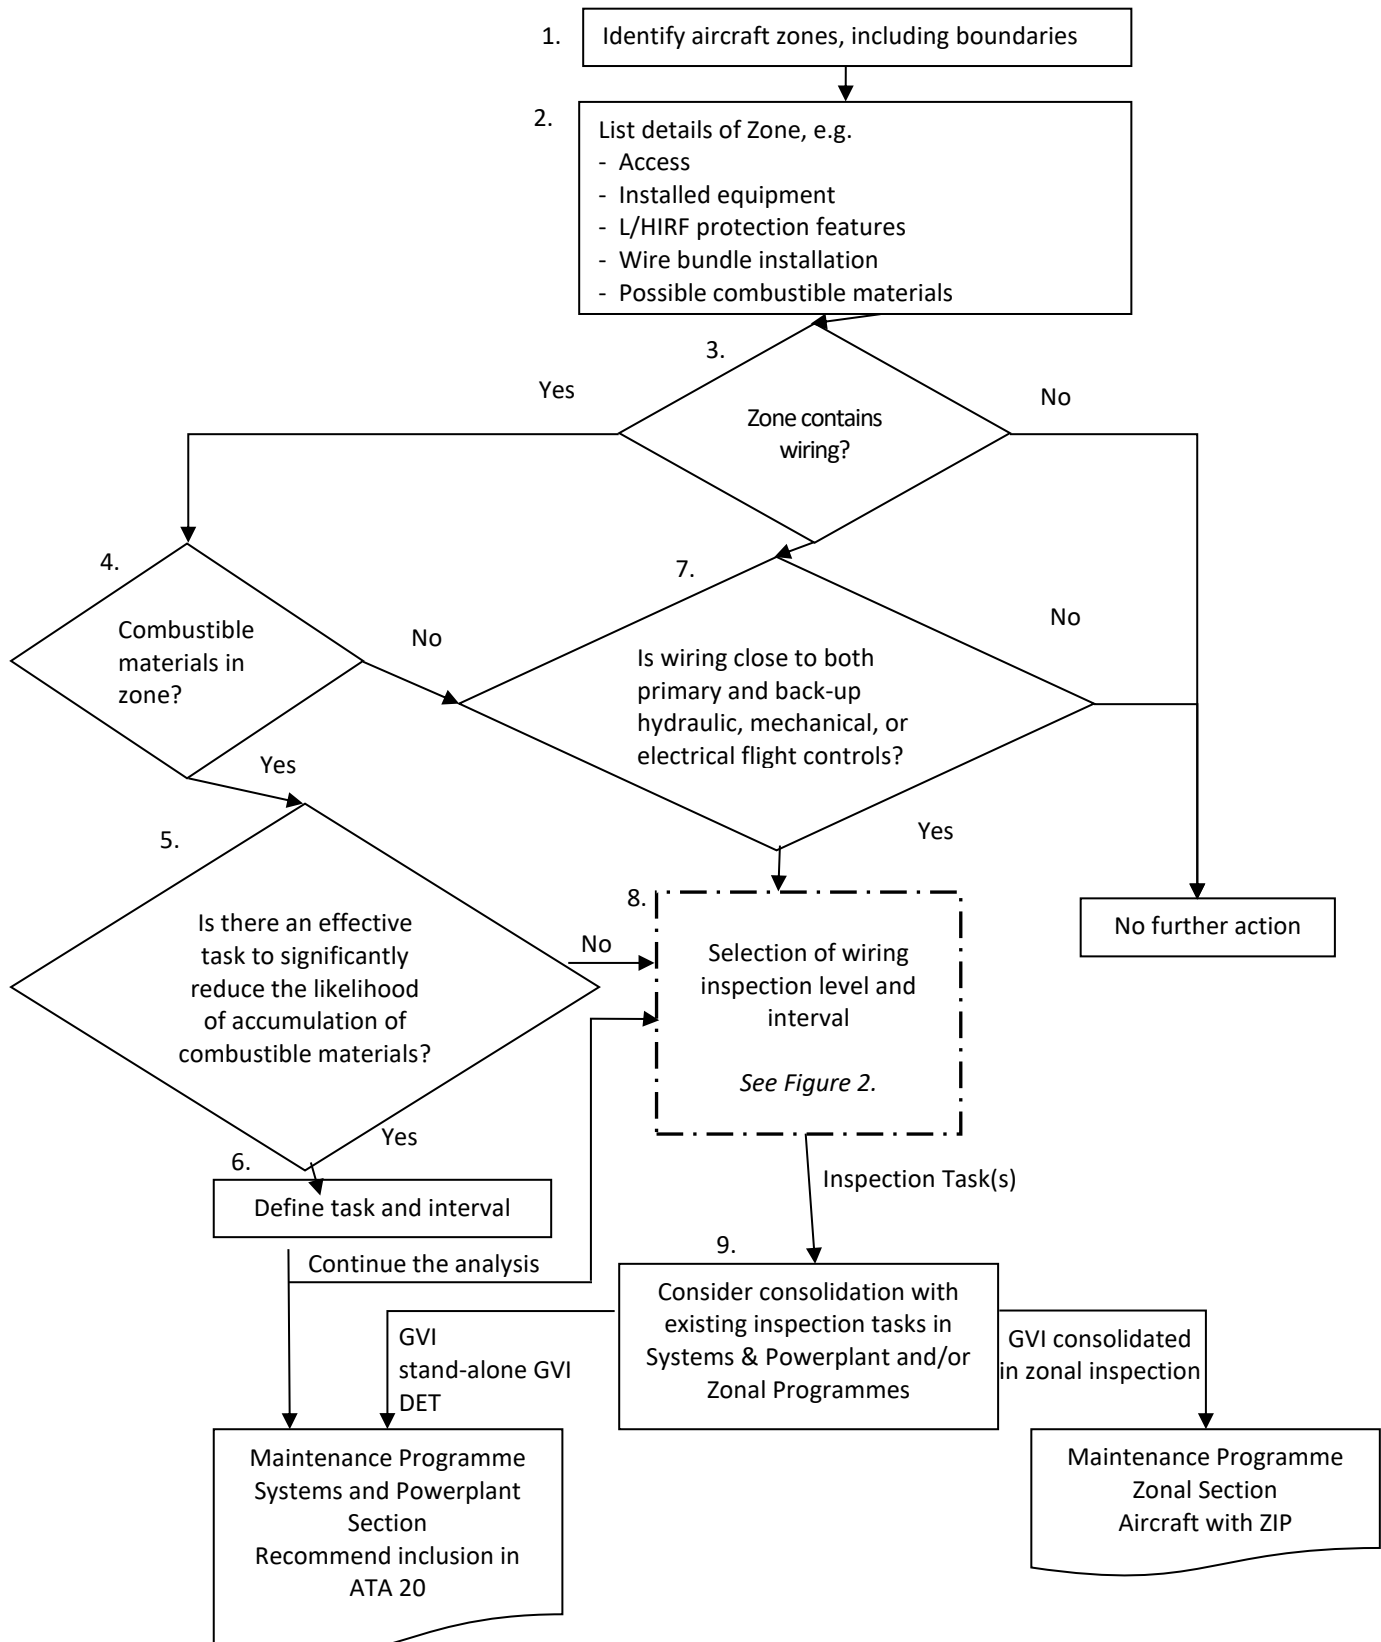 1.
Identify aircraft zones, including boundaries
2.
List details of Zone, e.g.
- Access
- Installed equipment
- L/HIRF protection features
- Wire bundle installation
- Possible combustible materials
3.
Yes
No
Zone contains
wiring?
4.
Combustible
materials in
zone?
No
Yes
7.
Is wiring close to both
primary and back-up
hydraulic, mechanical, or
electrical flight controls?
No
Yes
No further action
5.
Is there an effective
task to significantly
reduce the likelihood
of accumulation of
combustible materials?
No
Yes
8.
Selection of wiring
inspection level and
interval
See Figure 2.
6.
Define task and interval
Continue the analysis
Inspection Task(s)
9.
Consider consolidation with
existing inspection tasks in
Systems & Powerplant and/or
Zonal Programmes
GVI
stand-alone GVI
DET
GVI consolidated
in zonal inspection
Maintenance Programme
Systems and Powerplant
Section
Recommend inclusion in
ATA 20
Maintenance Programme
Zonal Section
Aircraft with ZIP